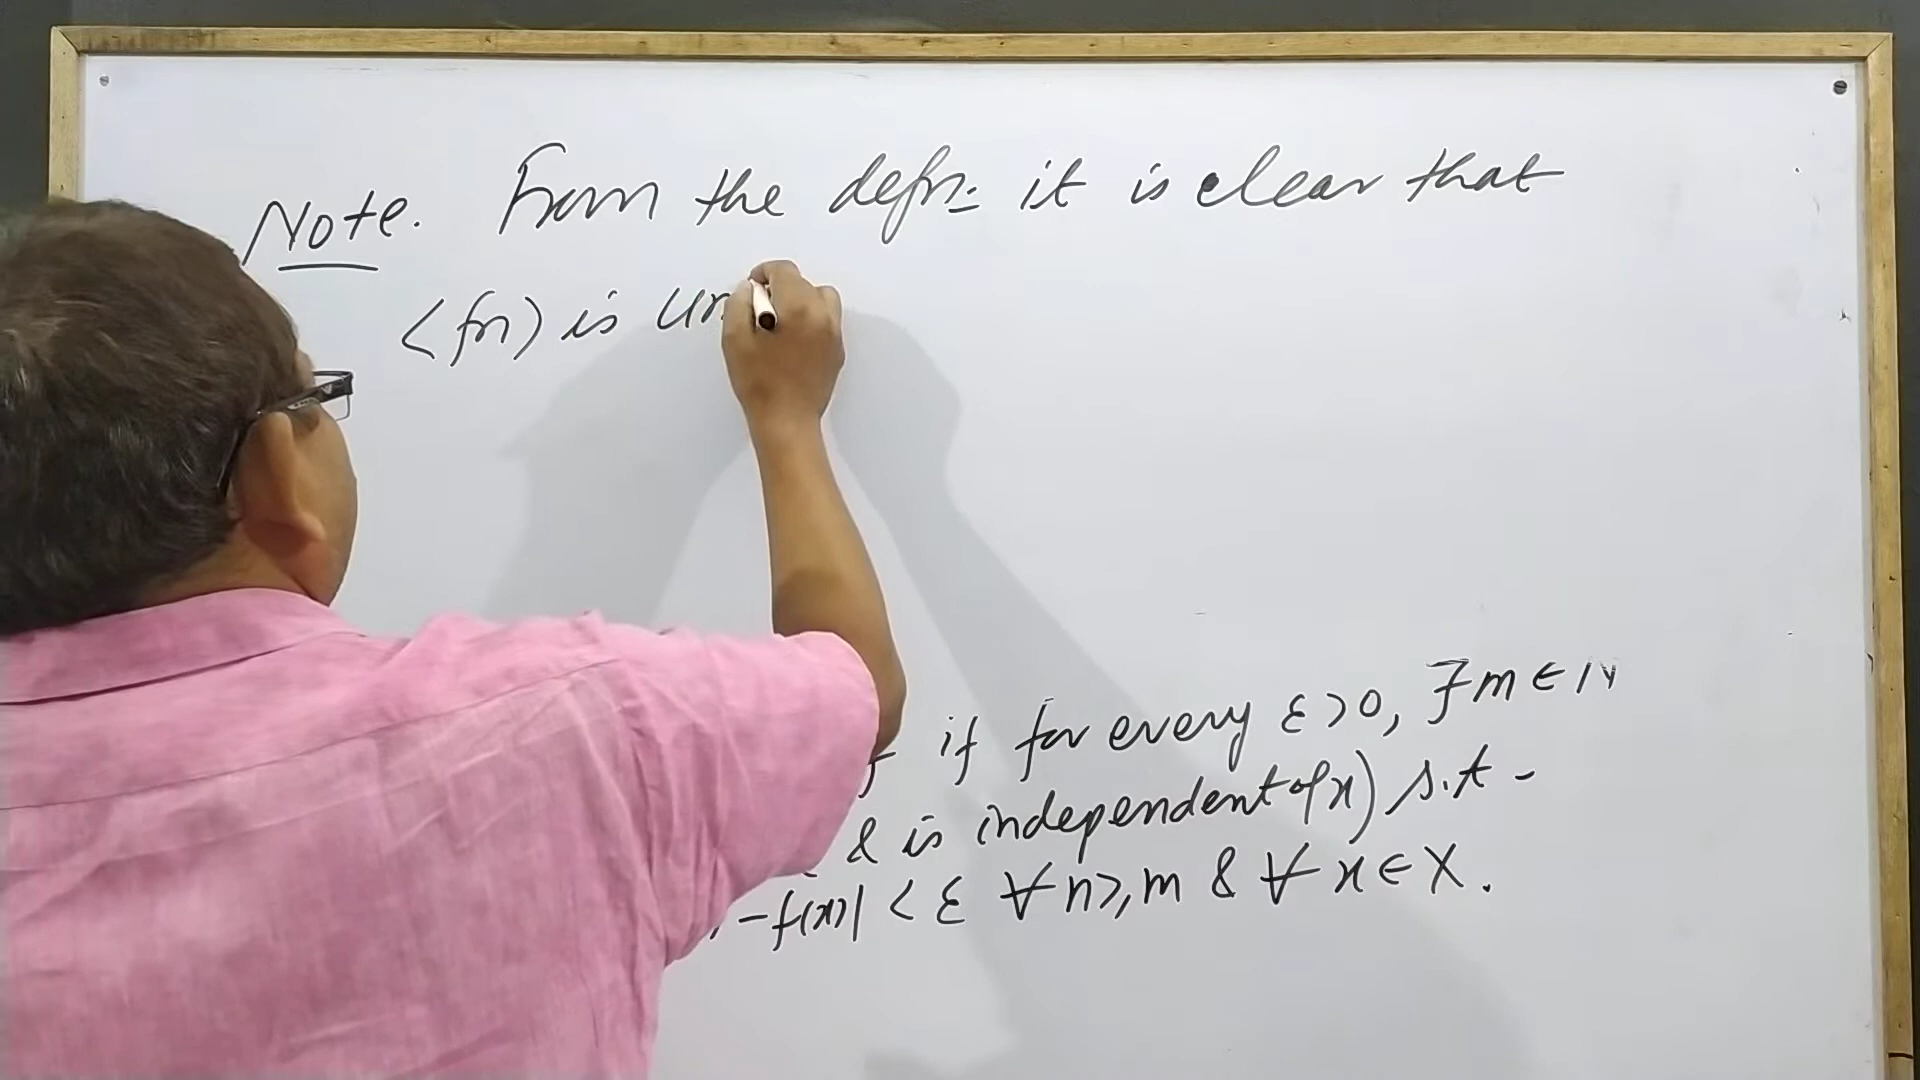 Note. From the defn. it is clear that
<fn> is un
if for every ε>0, ∃ m ∈ N
& is independent of x) s.t -
-f(x)| < ε ∀ n≥m & ∀ x ∈ X.